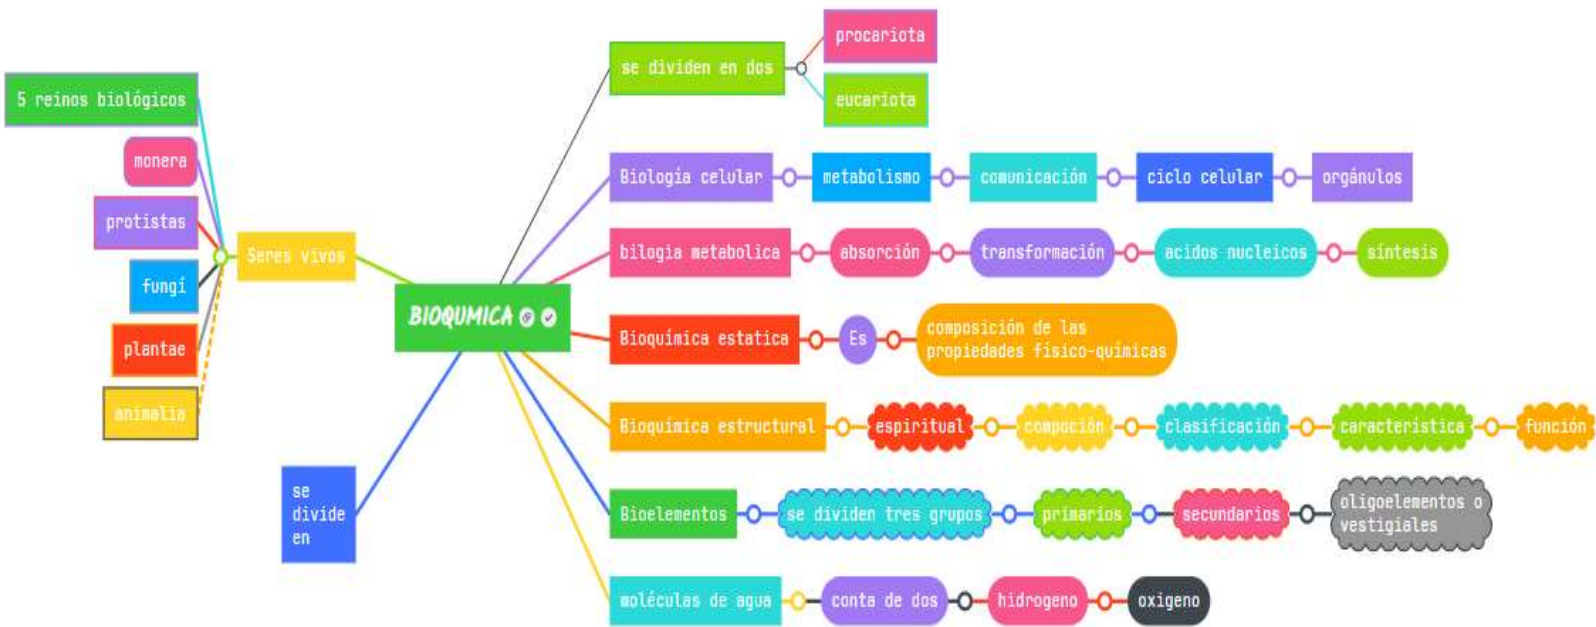 procariota
se dividen en dos
eucariota
5 reinos biológicos
monera
protistas
Seres vivos
fungí
plantae
animalia
BIOQUMICA
se
divide
en
Biologia celular
metabolismo
comunicación
ciclo celular
orgánulos
bilogia metabolica
absorción
transformación
acidos nucleicos
síntesis
Bioquímica estatica
Es
composición de las
propiedades físico-químicas
Bioquímica estructural
espiritual
compoción
clasificación
caracteristica
función
Bioelementos
se dividen tres grupos
primarios
secundarios
oligoelementos o
vestigiales
moléculas de agua
conta de dos
hidrogeno
oxigeno